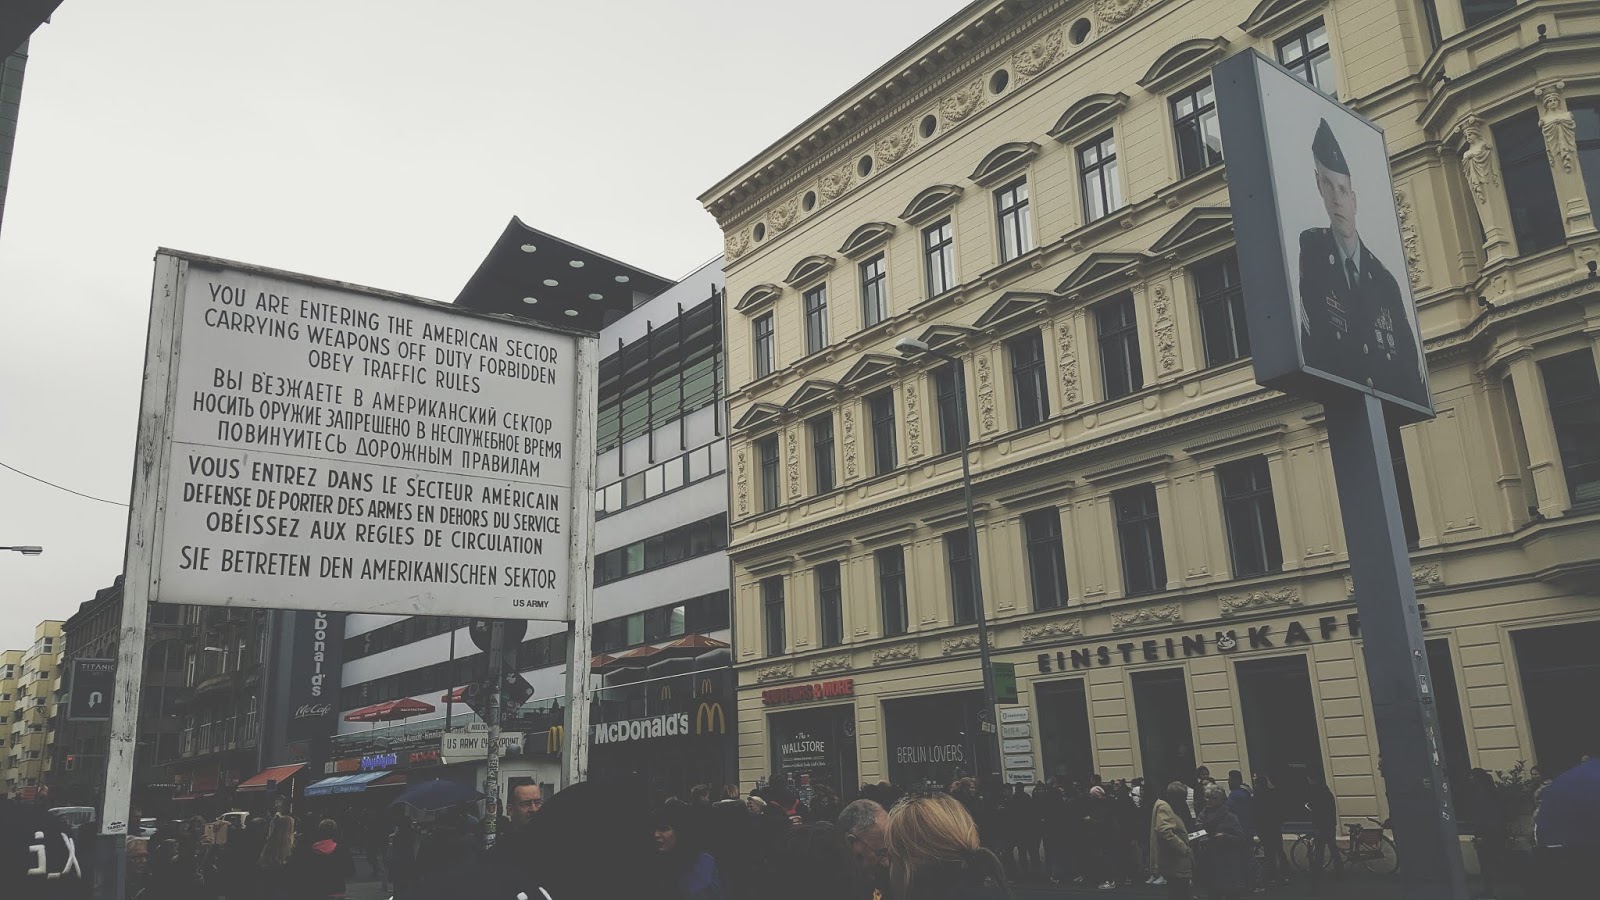 YOU ARE ENTERING THE AMERICAN SECTOR
CARRYING WEAPONS OFF DUTY FORBIDDEN
OBEY TRAFFIC RULES
ВЫ ВЪЕЗЖАЕТЕ В АМЕРИКАНСКИЙ СЕКТОР
НОСИТЬ ОРУЖИЕ ЗАПРЕЩЕНО В НЕСЛУЖЕБНОЕ ВРЕМЯ
ПОВИНУЙТЕСЬ ДОРОЖНЫМ ПРАВИЛАМ
VOUS ENTREZ DANS LE SECTEUR AMÉRICAIN
DEFENSE DE PORTER DES ARMES EN DEHORS DU SERVICE
OBÉISSEZ AUX REGLES DE CIRCULATION
SIE BETRETEN DEN AMERIKANISCHEN SEKTOR
US ARMY
TITANIC
McDonald's
McCafé
US ARMY CHECKPOINT
McDonald's
SOUVENIRS & MORE
The
WALLSTORE
BERLIN LOVERS
EINSTEIN KAFFEE